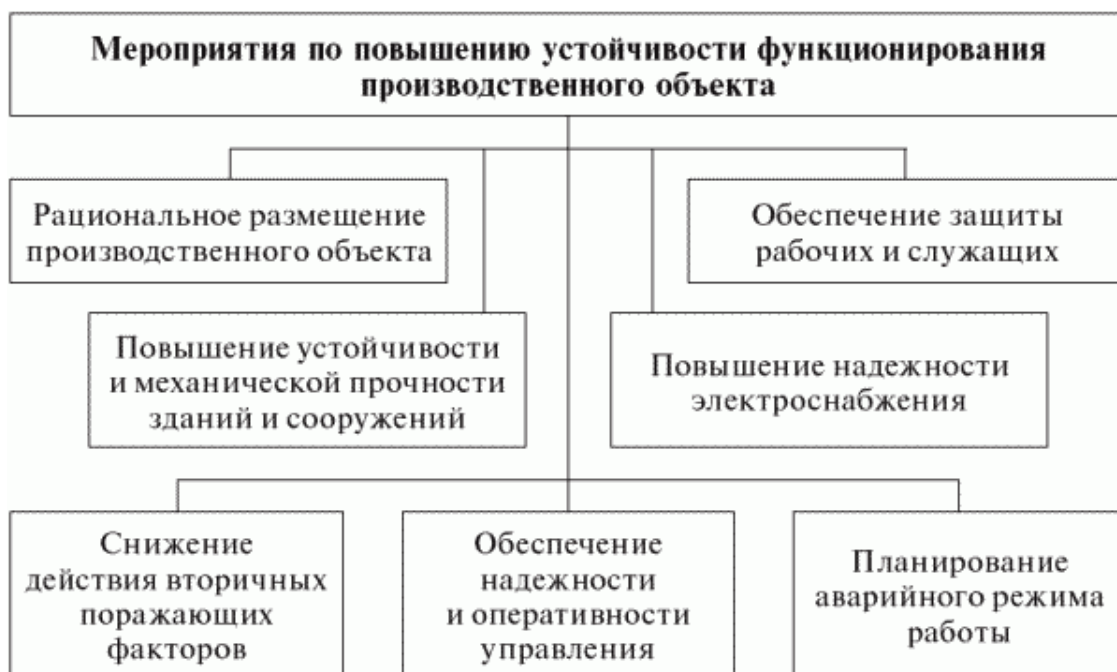 Мероприятия по повышению устойчивости функционирования
производственного объекта
Рациональное размещение
производственного объекта
Обеспечение защиты
рабочих и служащих
Повышение устойчивости
и механической прочности
зданий и сооружений
Повышение надежности
электроснабжения
Снижение
действия вторичных
поражающих
факторов
Обеспечение
надежности
и оперативности
управления
Планирование
аварийного режима
работы